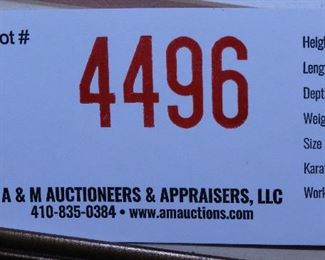 ot #
4496
A & M AUCTIONEERS & APPRAISERS, LLC
410-835-0384 • www.amauctions.com
Heigh
Leng
Dept
Weig
Size
Kara
Work